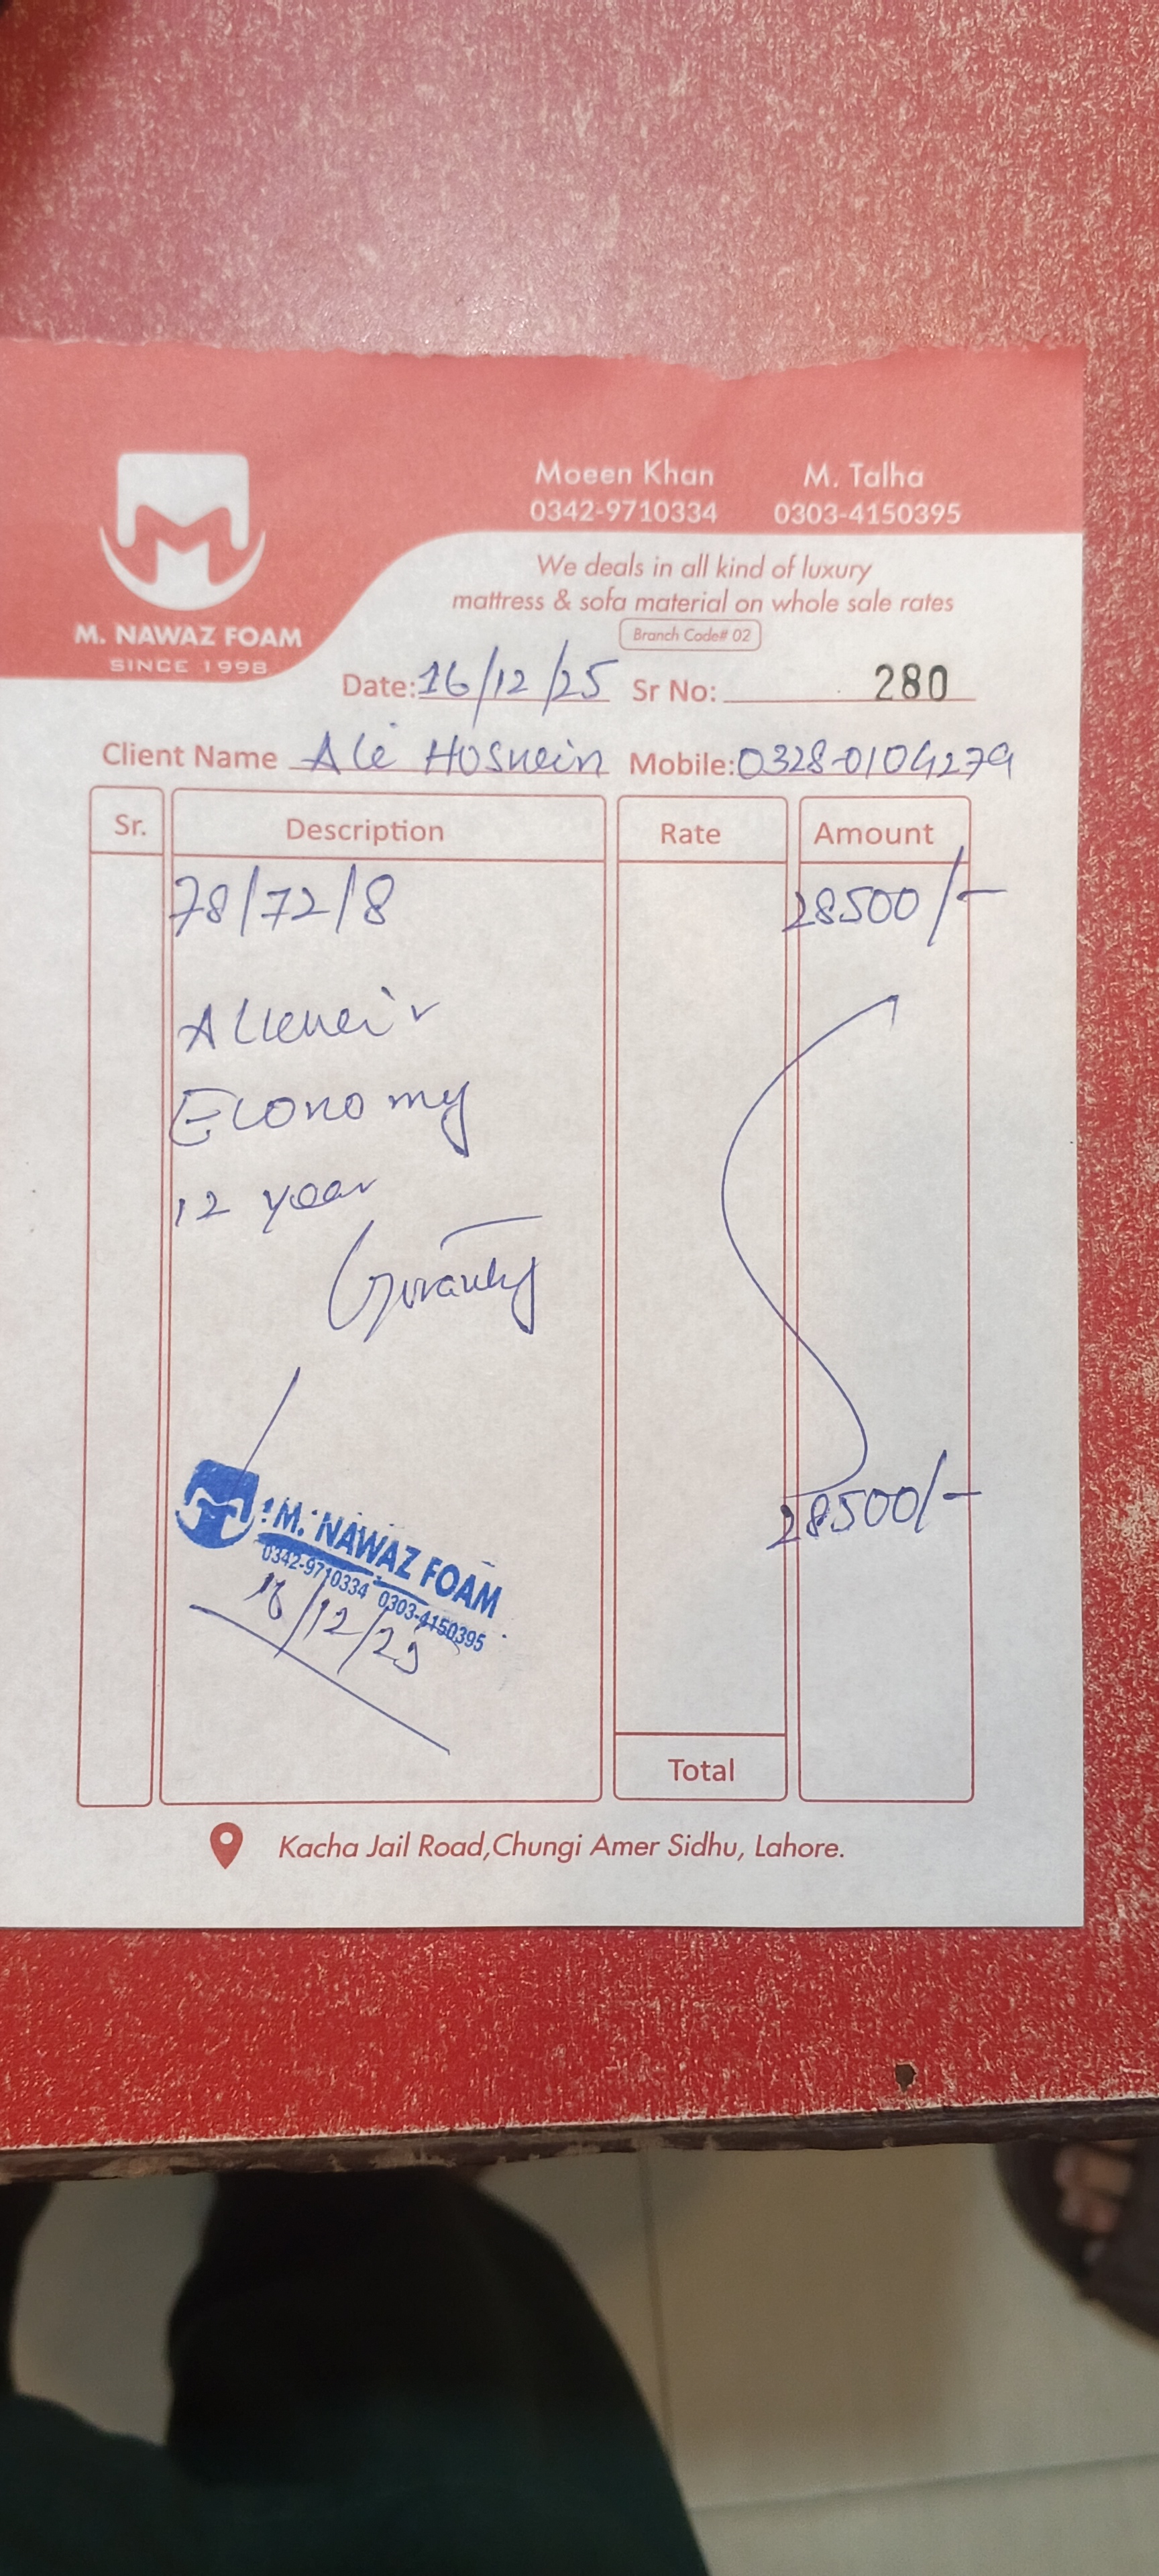 Moeen Khan M. Talha
0342-9710334 0303-4150395
We deals in all kind of luxury
mattress & sofa material on whole sale rates
Branch Code# 02
M. NAWAZ FOAM
SINCE 1998
Date: 16/12/25 Sr No: 280
Client Name Ali Hosnein Mobile: 0328-0104279
Sr. Description Rate Amount
78/72/8 28500/-
Economy
12 year
28500/-
M. NAWAZ FOAM
0342-9710334 0303-4150395
16/12/25
Total
Kacha Jail Road,Chungi Amer Sidhu, Lahore.